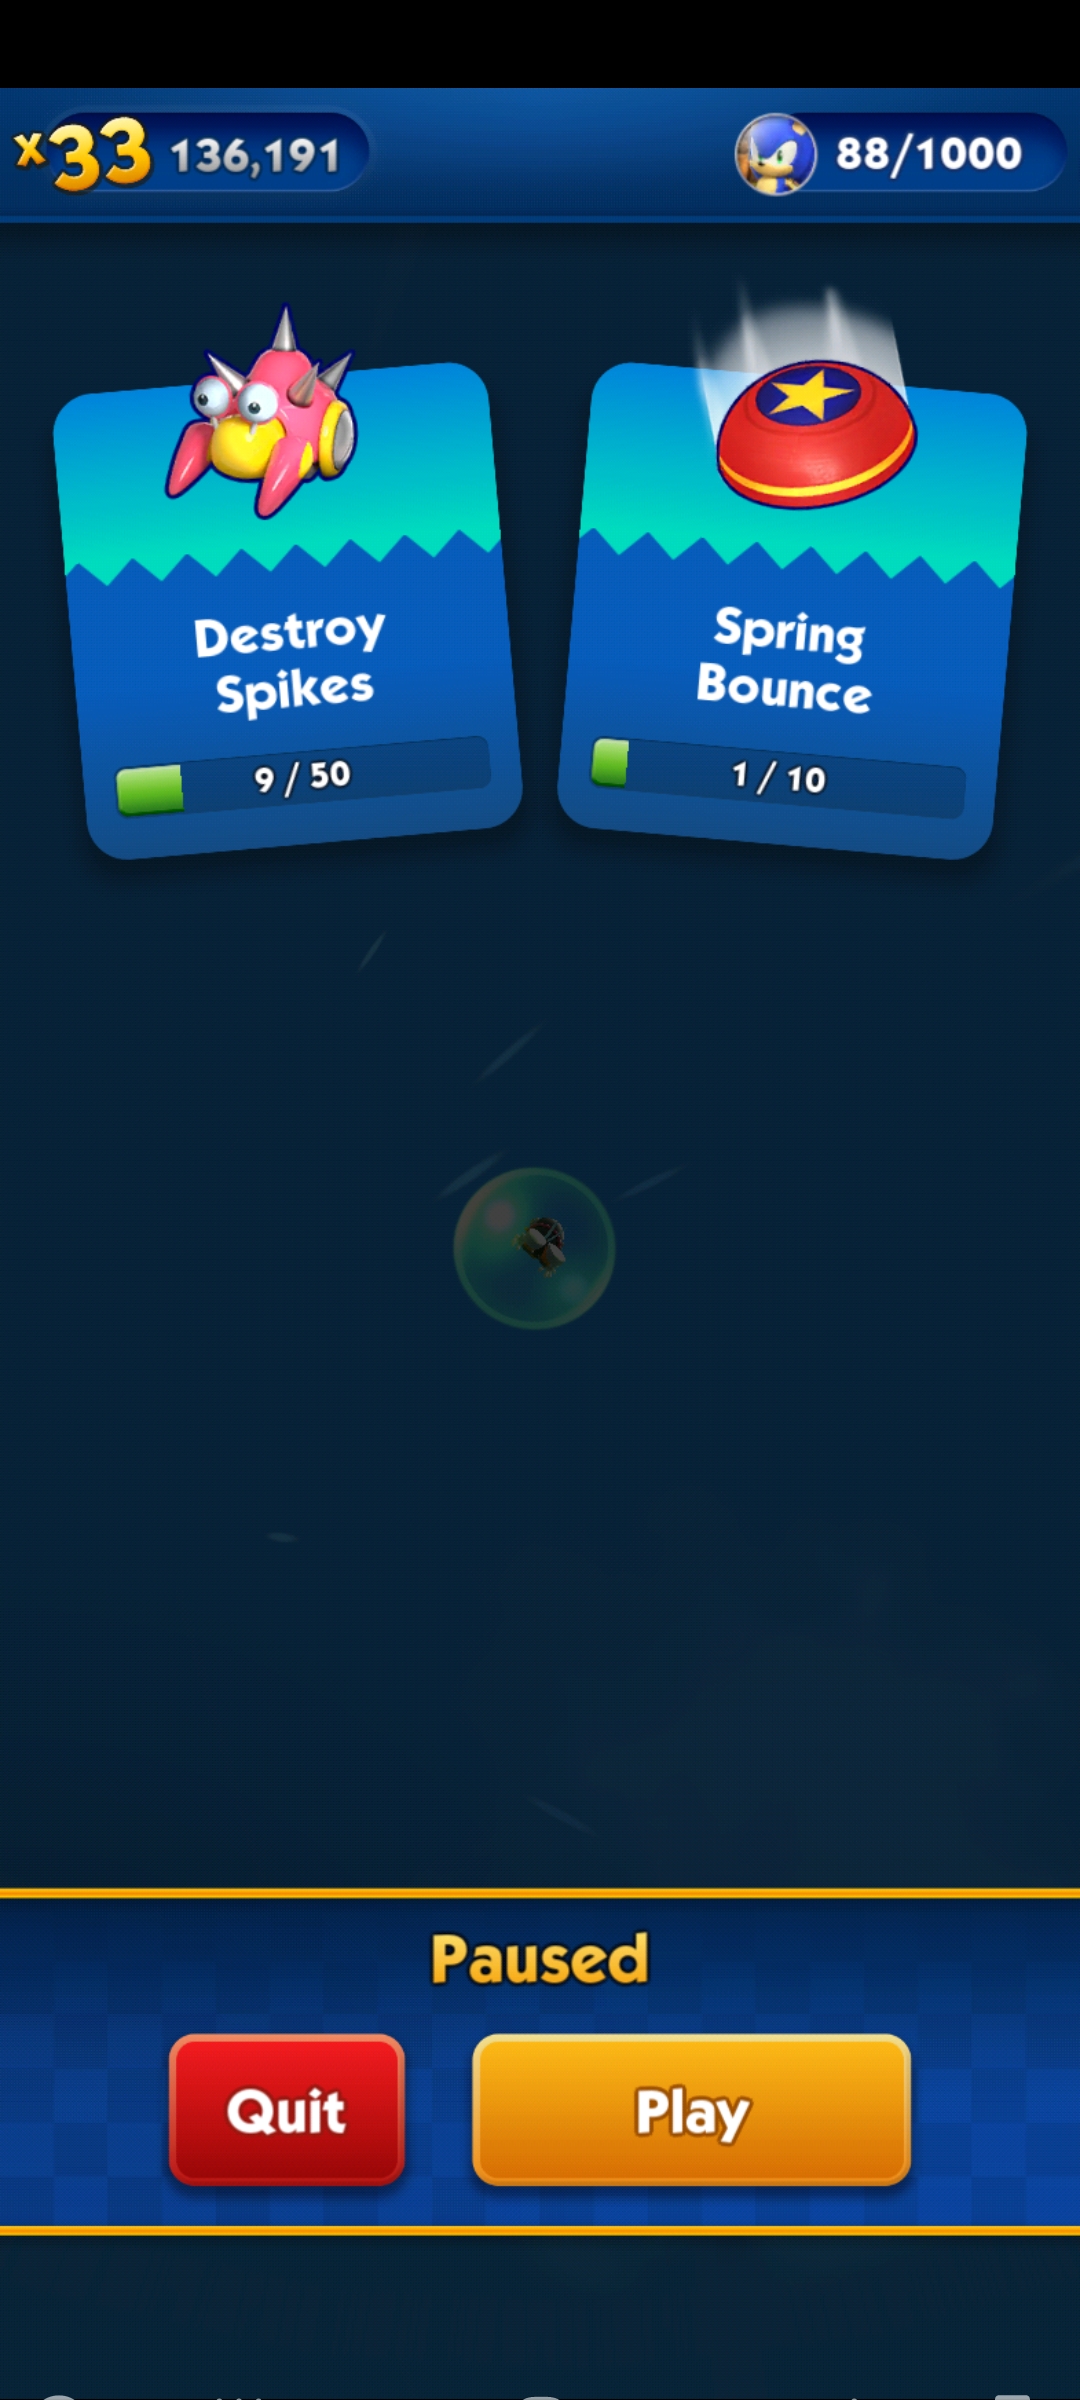 x33 136,191
88/1000
Destroy
Spikes
9 / 50
Spring
Bounce
1 / 10
Paused
Quit
Play